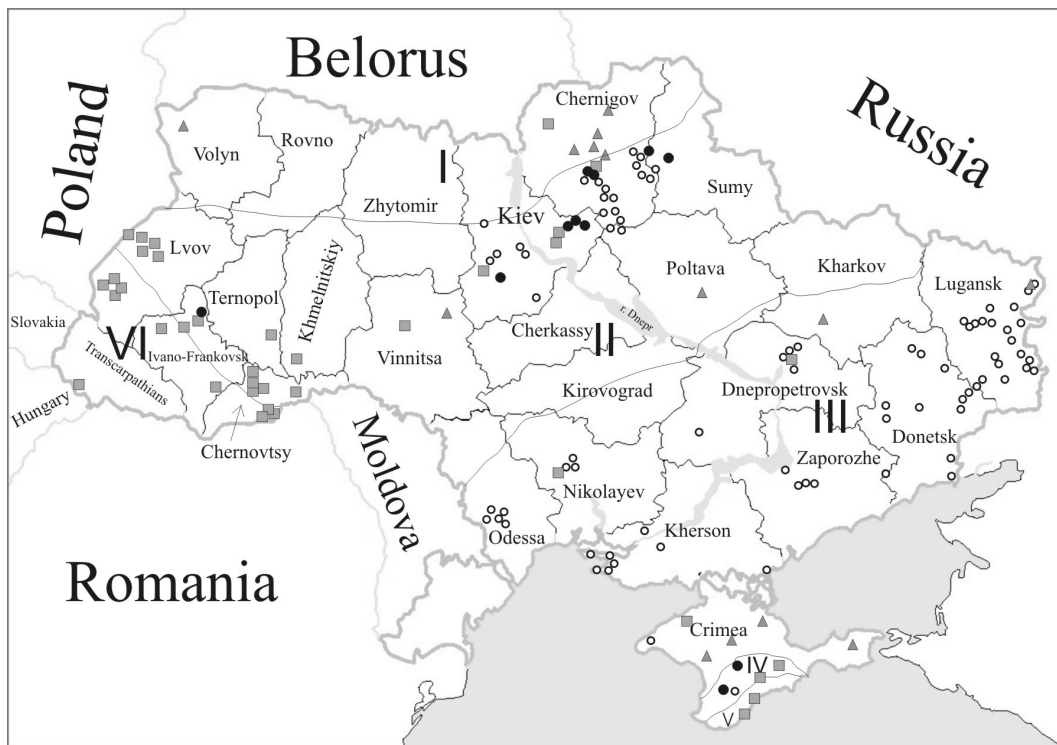 Belorus
Poland
Russia
Chernigov
Volyn
Rovno
I
Sumy
Zhytomir
Kiev
Lvov
Poltava
Kharkov
Lugansk
Ternopol
Khmelnitskiy
r. Dnepr
Slovakia
VI
Ivano-Frankovsk
Vinnitsa
Cherkassy
II
Transcarpathians
Kirovograd
Dnepropetrovsk
Hungary
III
Donetsk
Chernovtsy
Moldova
Zaporozhe
Nikolayev
Odessa
Kherson
Romania
Crimea
IV
V